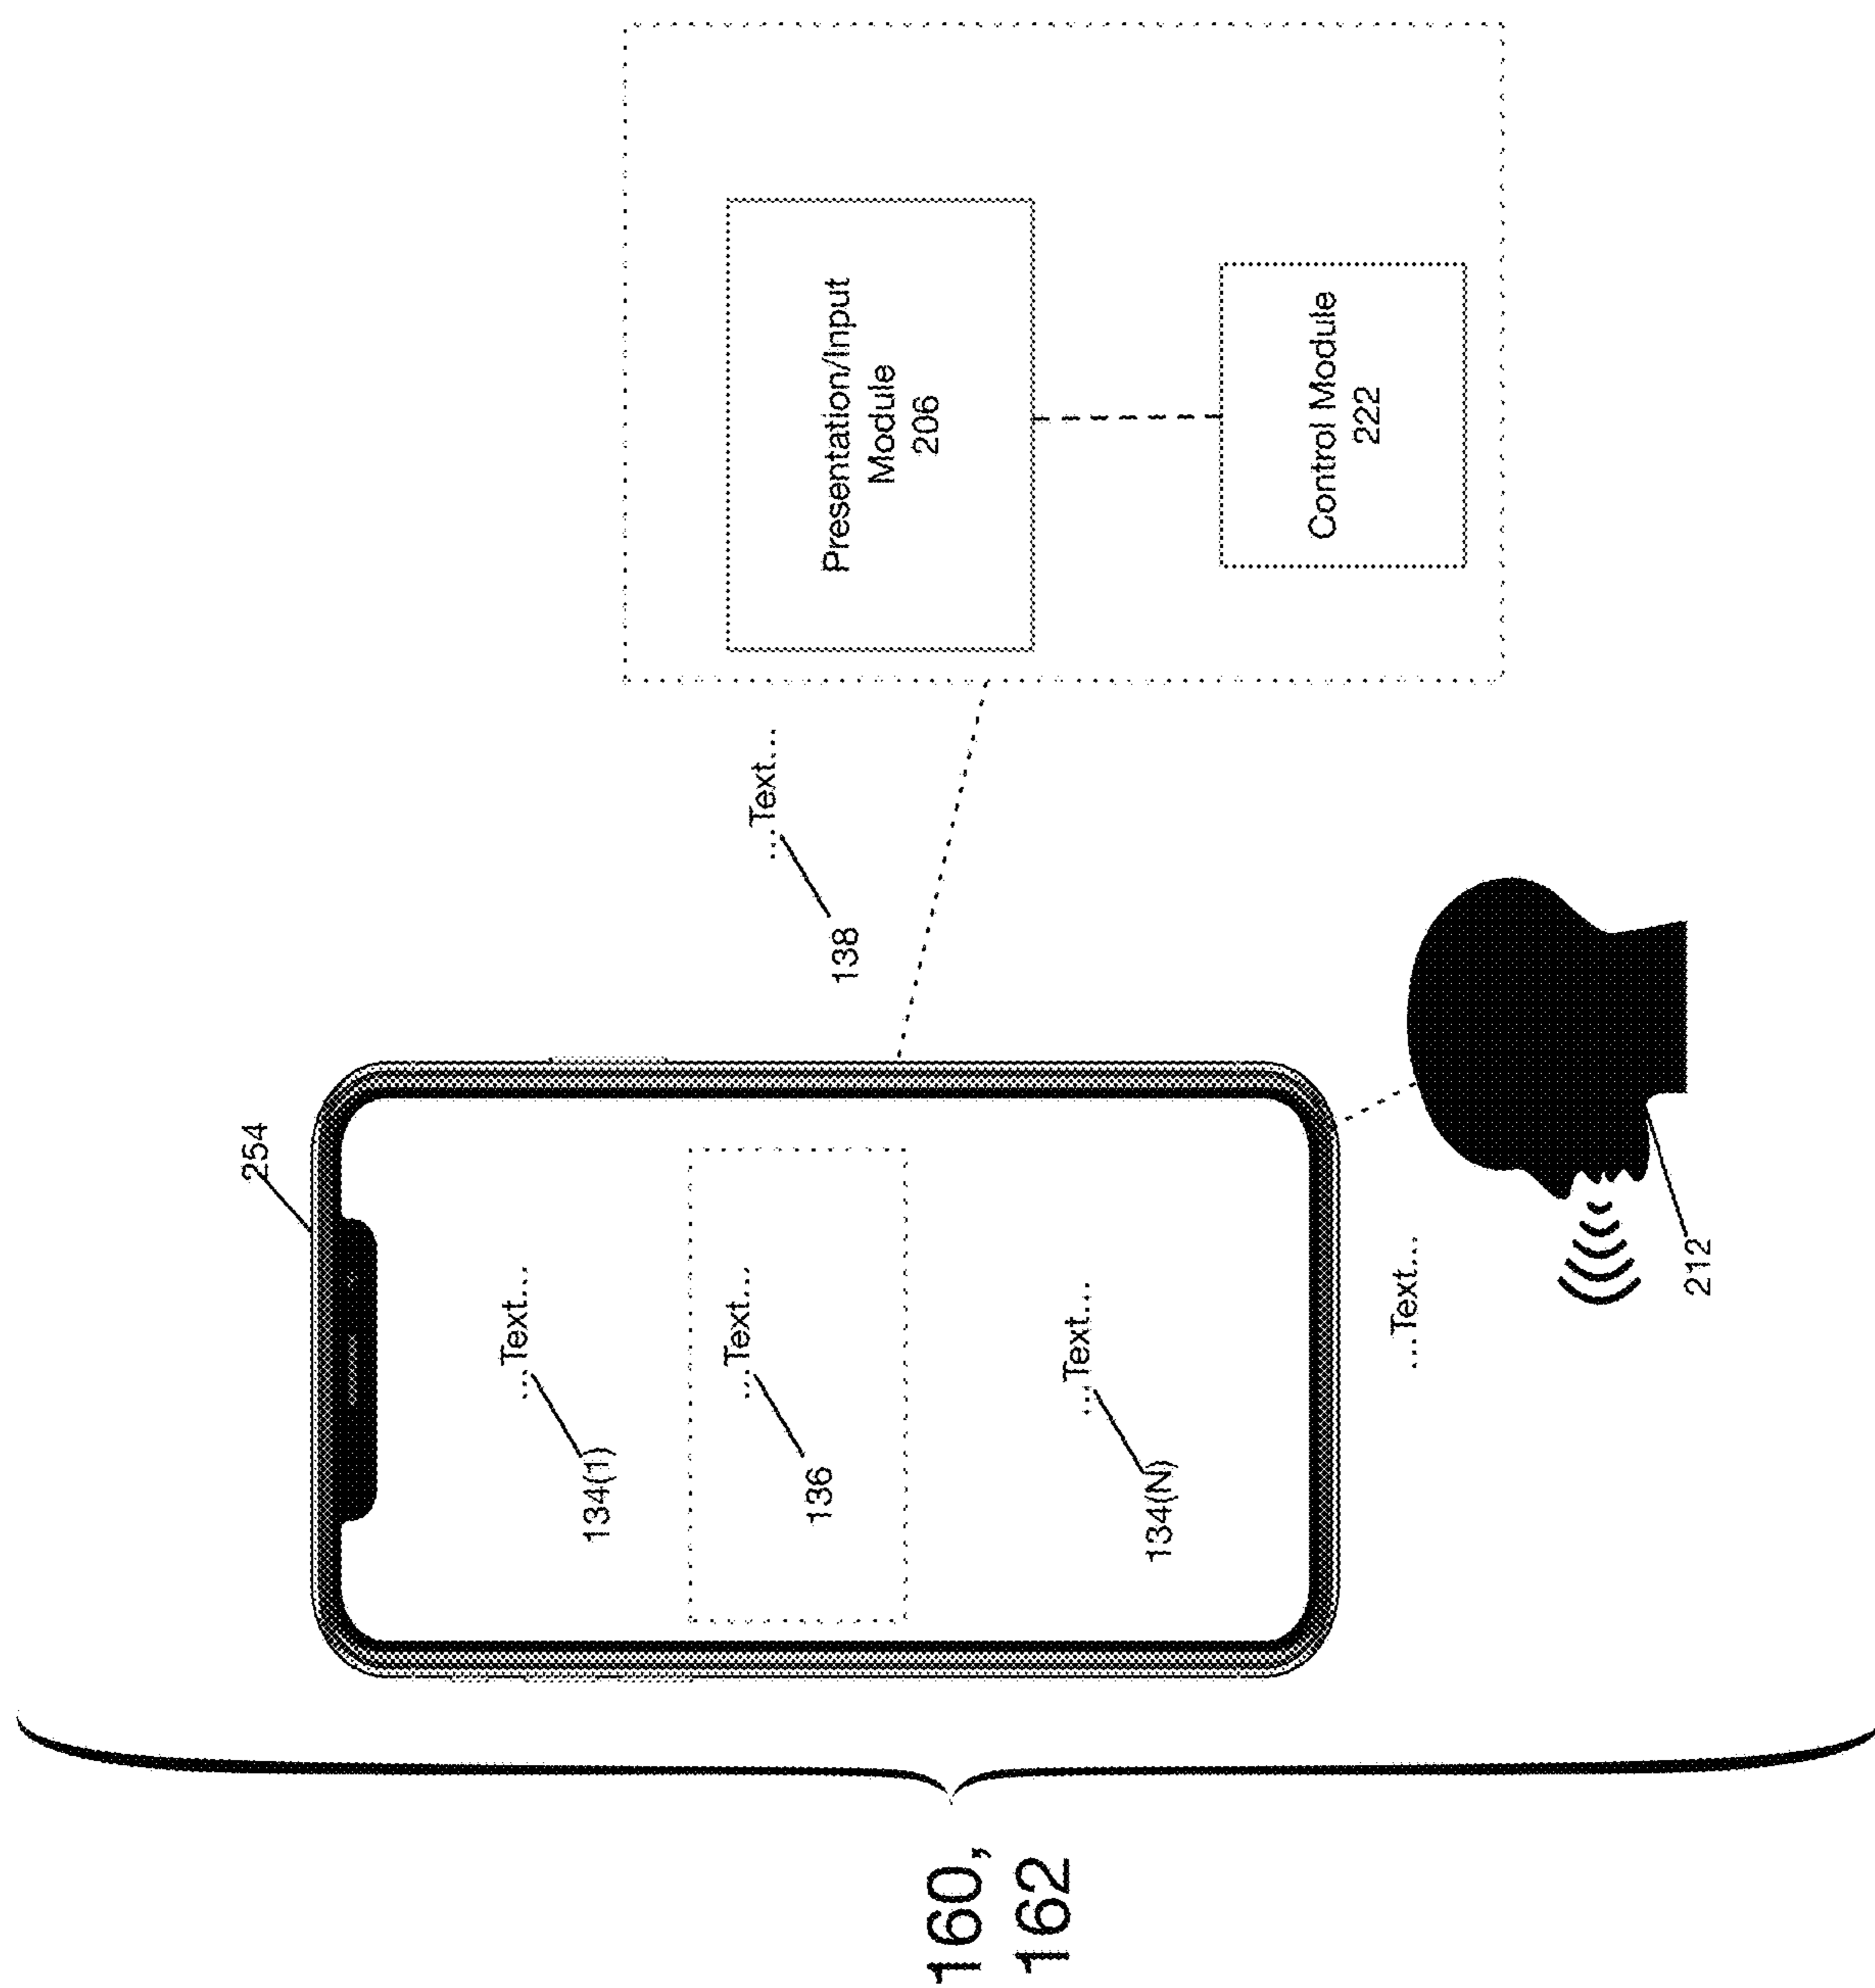 160,
162
254
...Text...
134(1)
...Text...
136
...Text...
134(N)
...Text...
138
...Text...
212
Presentation/Input
Module
206
Control Module
222